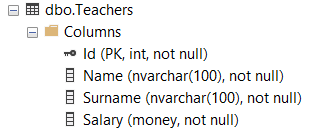 dbo.Teachers
Columns
Id (PK, int, not null)
Name (nvarchar(100), not null)
Surname (nvarchar(100), not null)
Salary (money, not null)